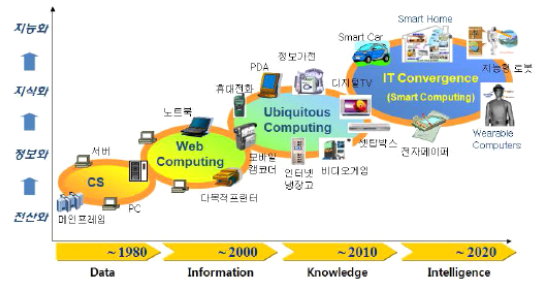 지능화
지식화
정보화
전산화
Smart Home
Smart Car
지능형 로봇
IT Convergence
(Smart Computing)
Wearable
Computers
전자페이퍼
정보가전
PDA
디지털TV
휴대전화
Ubiquitous
Computing
셋탑박스
모바일
캠코더
인터넷
냉장고
비디오게임
노트북
Web
Computing
다목적프린터
서버
CS
PC
메인프레임
~1980
~2000
~2010
~2020
Data
Information
Knowledge
Intelligence